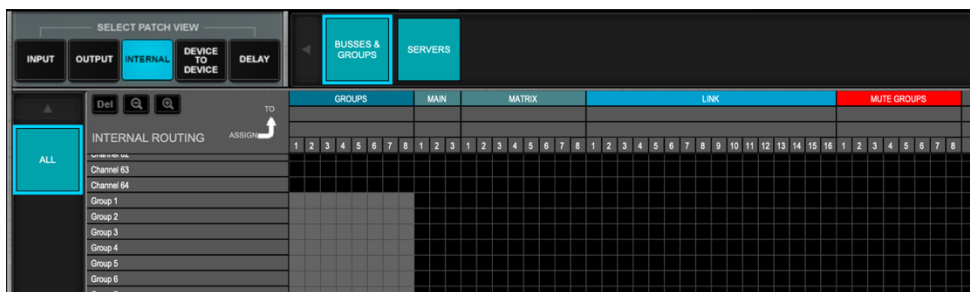 SELECT PATCH VIEW
INPUT
OUTPUT
INTERNAL
DEVICE
TO
DEVICE
DELAY
BUSSES &
GROUPS
SERVERS
ALL
Del
TO
INTERNAL ROUTING
ASSIGN
GROUPS MAIN MATRIX LINK MUTE GROUPS
1 2 3 4 5 6 7 8 1 2 3 1 2 3 4 5 6 7 8 1 2 3 4 5 6 7 8 9 10 11 12 13 14 15 16 1 2 3 4 5 6 7 8
Channel 62
Channel 63
Channel 64
Group 1
Group 2
Group 3
Group 4
Group 5
Group 6